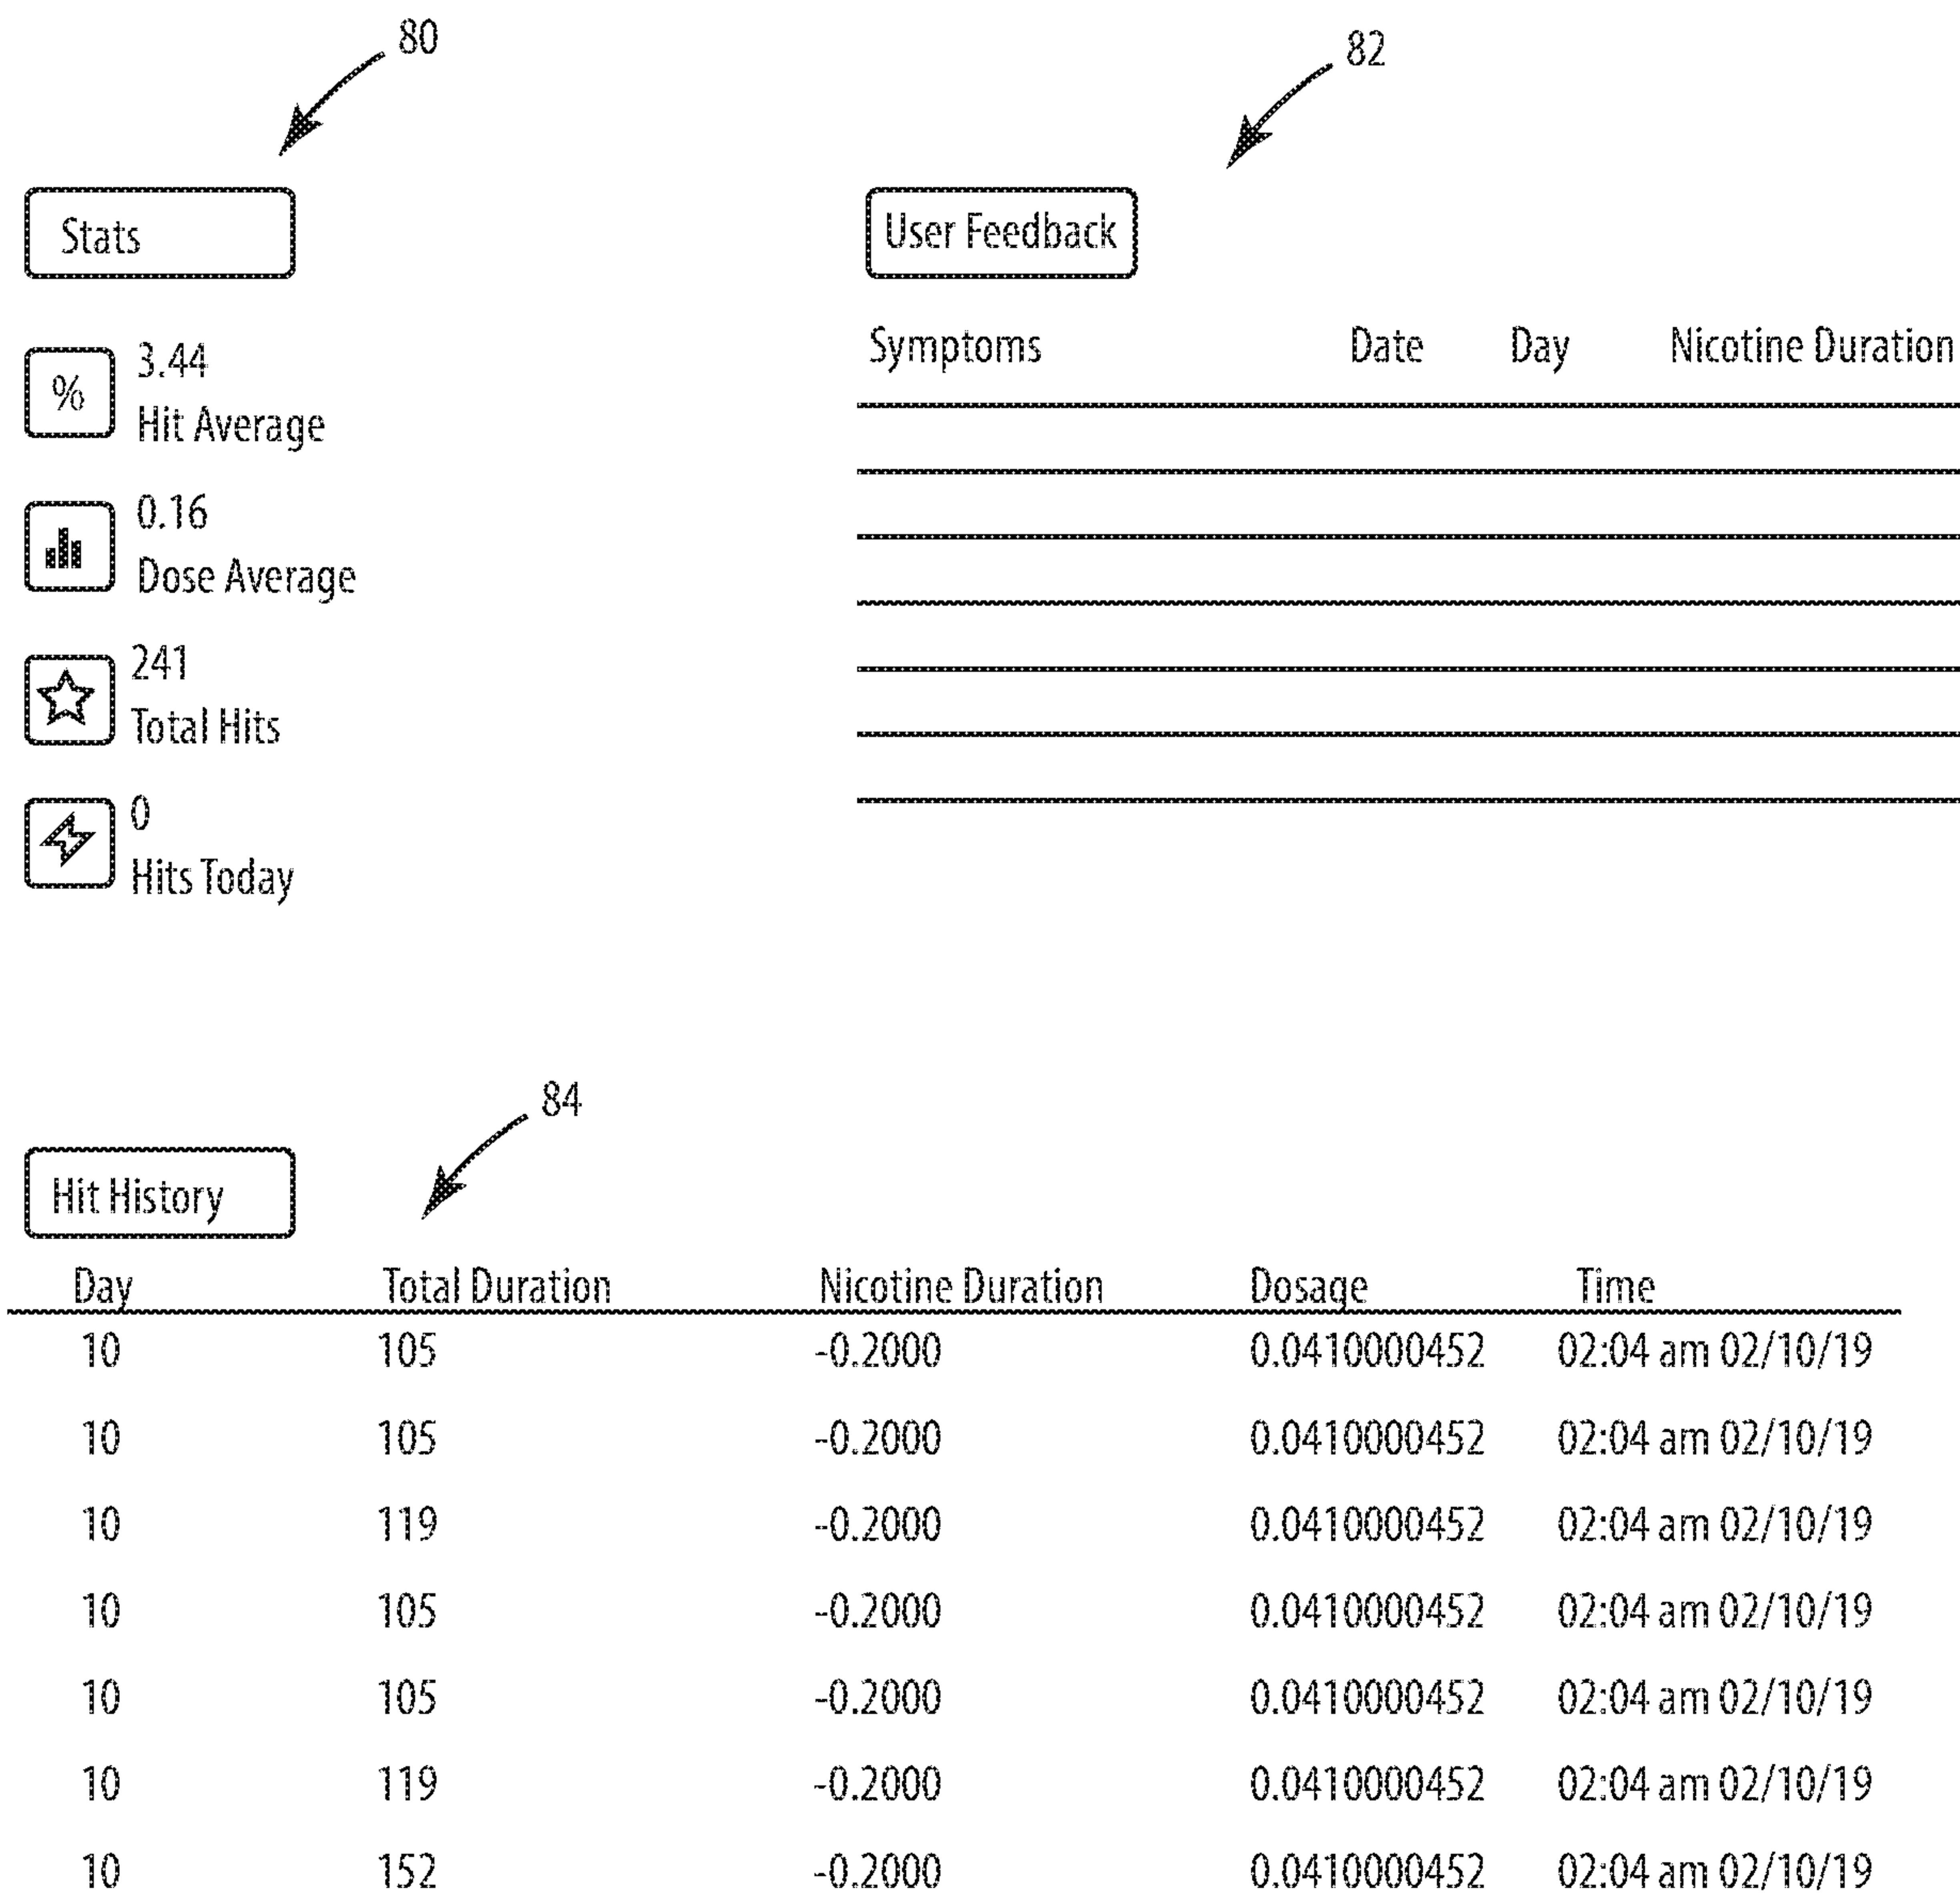 80
Stats
%
3.44
Hit Average
0.16
Dose Average
241
Total Hits
0
Hits Today
82
User Feedback
Symptoms Date Day Nicotine Duration
84
Hit History
Day Total Duration Nicotine Duration Dosage Time
10 105 -0.2000 0.0410000452 02:04 am 02/10/19
10 105 -0.2000 0.0410000452 02:04 am 02/10/19
10 119 -0.2000 0.0410000452 02:04 am 02/10/19
10 105 -0.2000 0.0410000452 02:04 am 02/10/19
10 105 -0.2000 0.0410000452 02:04 am 02/10/19
10 119 -0.2000 0.0410000452 02:04 am 02/10/19
10 152 -0.2000 0.0410000452 02:04 am 02/10/19